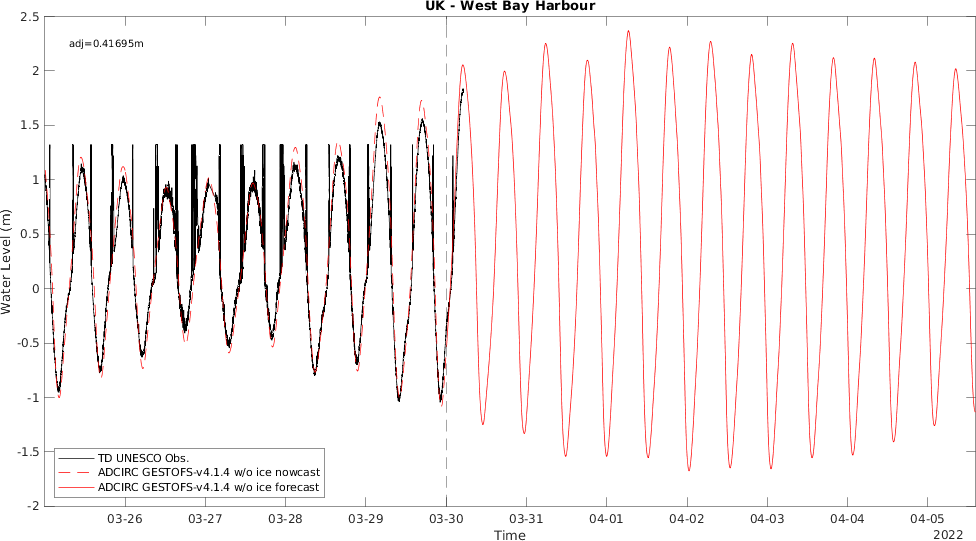 UK - West Bay Harbour
adj=0.41695m
2.5
2
1.5
1
0.5
0
-0.5
-1
-1.5
-2
Water Level (m)
TD UNESCO Obs.
ADCIRC GESTOFS-v4.1.4 w/o ice nowcast
ADCIRC GESTOFS-v4.1.4 w/o ice forecast
03-26 03-27 03-28 03-29 03-30 03-31 04-01 04-02 04-03 04-04 04-05
Time
2022